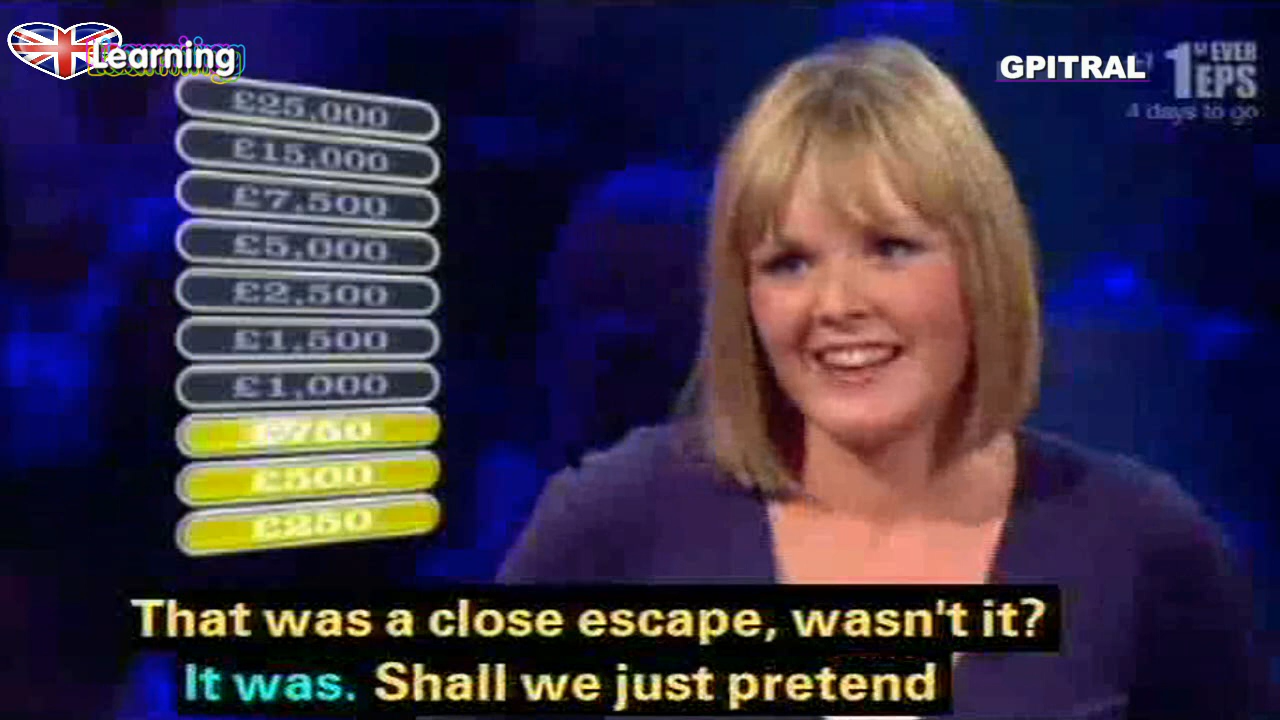 Learning
GPITRAL
1st EVER
EPS
4 days to go
£25,000
£15,000
£7,500
£5,000
£2,500
£1,500
£1,000
£750
£500
£250
That was a close escape, wasn't it?
It was. Shall we just pretend